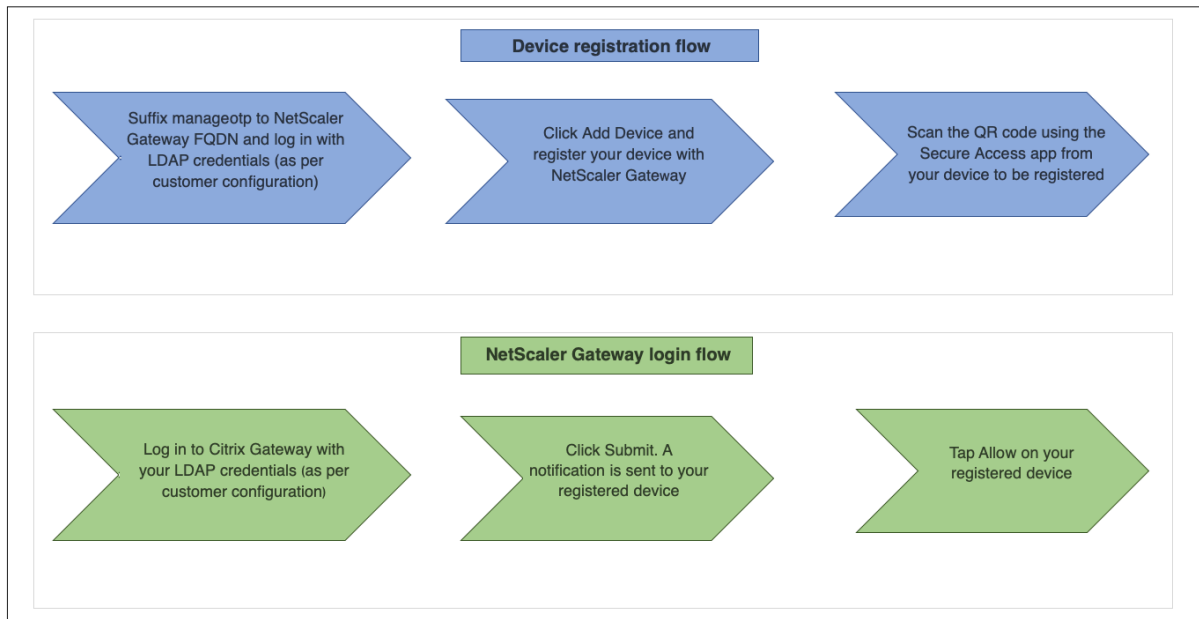 Device registration flow
Suffix manageotp to NetScaler
Gateway FQDN and log in with
LDAP credentials (as per
customer configuration)
Click Add Device and
register your device with
NetScaler Gateway
Scan the QR code using the
Secure Access app from
your device to be registered
NetScaler Gateway login flow
Log in to Citrix Gateway with
your LDAP credentials (as per
customer configuration)
Click Submit. A
notification is sent to your
registered device
Tap Allow on your
registered device